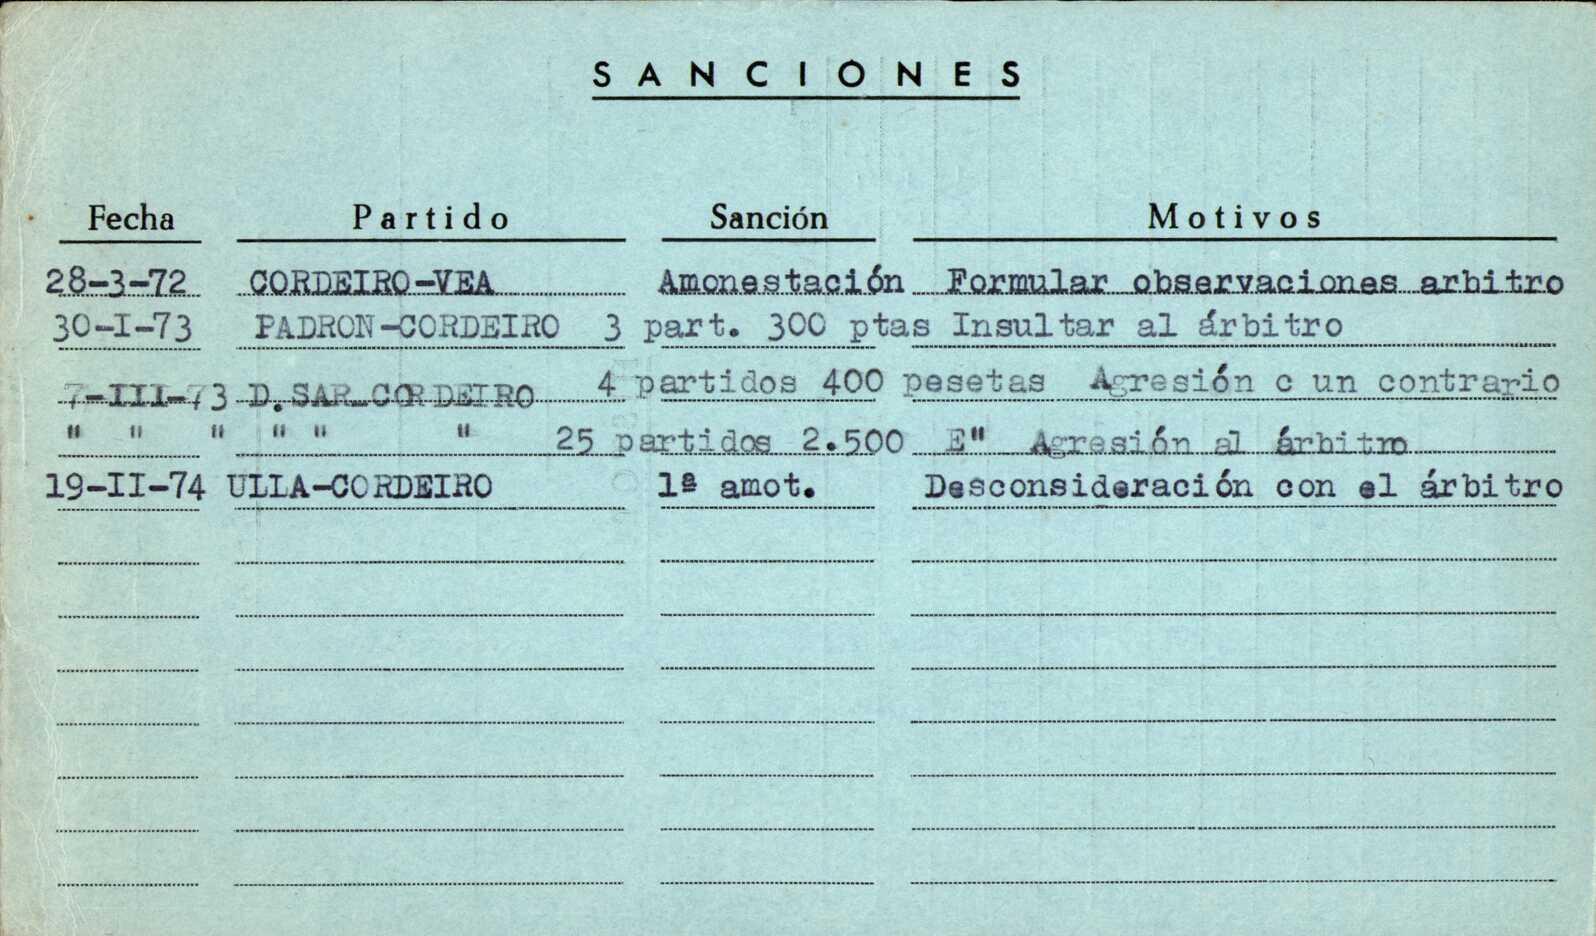 SANCIONES
Fecha Partido Sanción Motivos
28-3-72 CORDEIRO-VEA Amonestación Formular observaciones arbitro
30-I-73 PADRON-CORDEIRO 3 part. 300 ptas Insultar al árbitro
7-III-73 D.SAR-CORDEIRO 4 partidos 400 pesetas Agresión c un contrario
" " " " " " 25 partidos 2.500 E" Agresión al árbitro
19-II-74 ULLA-CORDEIRO 1ª amot. Desconsideración con el árbitro